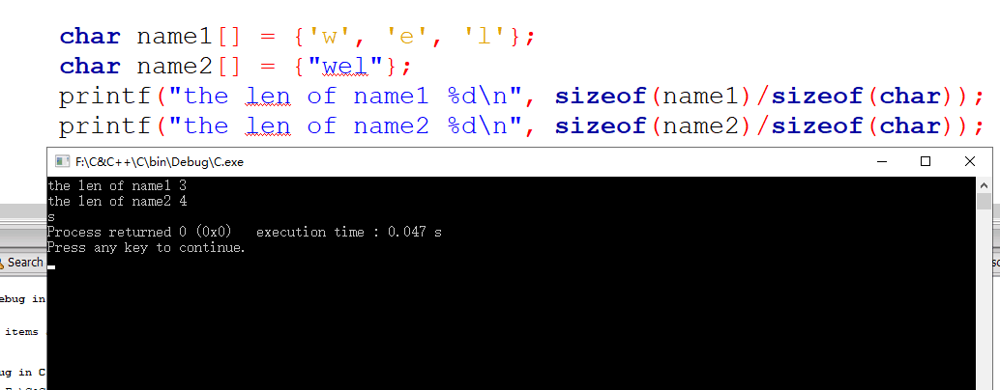 char name1[] = {'w', 'e', 'l'};
char name2[] = {"wel"};
printf("the len of name1 %d\n", sizeof(name1)/sizeof(char));
printf("the len of name2 %d\n", sizeof(name2)/sizeof(char));
F:\C&C++\C\bin\Debug\C.exe
the len of name1 3
the len of name2 4
s
Process returned 0 (0x0)   execution time : 0.047 s
Press any key to continue.
Search
ebug in
items
ug in C